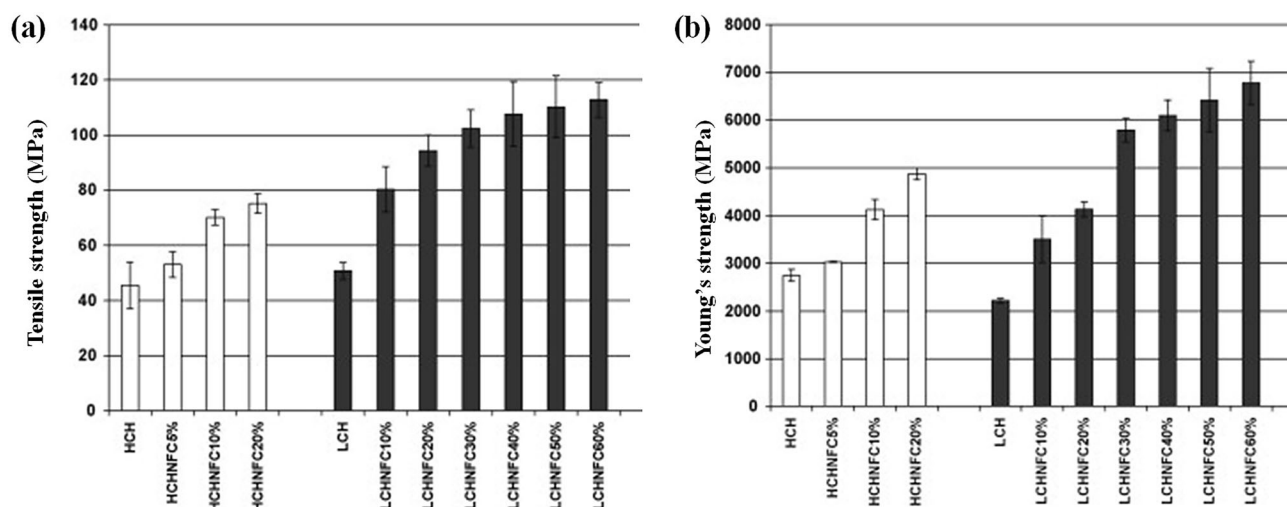 (a)
Tensile strength (MPa)
140
120
100
80
60
40
20
0
HCH
HCHNFC5%
HCHNFC10%
HCHNFC20%
LCH
LCHNFC10%
LCHNFC20%
LCHNFC30%
LCHNFC40%
LCHNFC50%
LCHNFC60%
(b)
Young's strength (MPa)
8000
7000
6000
5000
4000
3000
2000
1000
0
HCH
HCHNFC5%
HCHNFC10%
HCHNFC20%
LCH
LCHNFC10%
LCHNFC20%
LCHNFC30%
LCHNFC40%
LCHNFC50%
LCHNFC60%